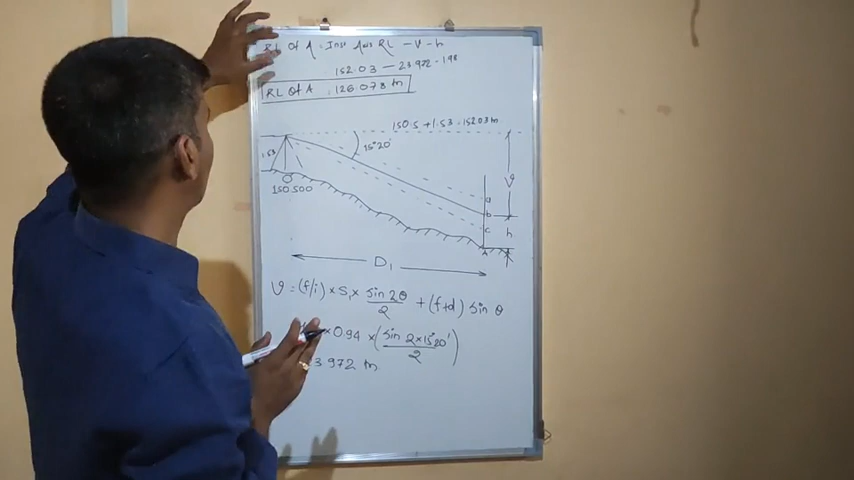 RL Of A = Inst Axis RL - V - h
152.03 - 23.972 - 1.98
RL Of A = 126.078 m
150.5 + 1.53 = 152.03 m
15°20'
1.53
O
150.500
V
a
b
c
h
A
D₁
V = (f/i) × S₁ × sin 2θ / 2 + (f+d) sin θ
× 0.94 × (sin 2×15°20' / 2)
3.972 m